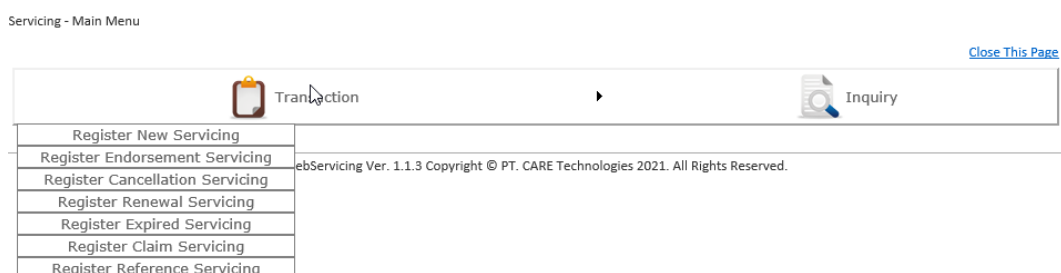 Servicing - Main Menu
Close This Page
Transaction
Inquiry
Register New Servicing
Register Endorsement Servicing
ebServicing Ver. 1.1.3 Copyright © PT. CARE Technologies 2021. All Rights Reserved.
Register Cancellation Servicing
Register Renewal Servicing
Register Expired Servicing
Register Claim Servicing
Register Reference Servicing